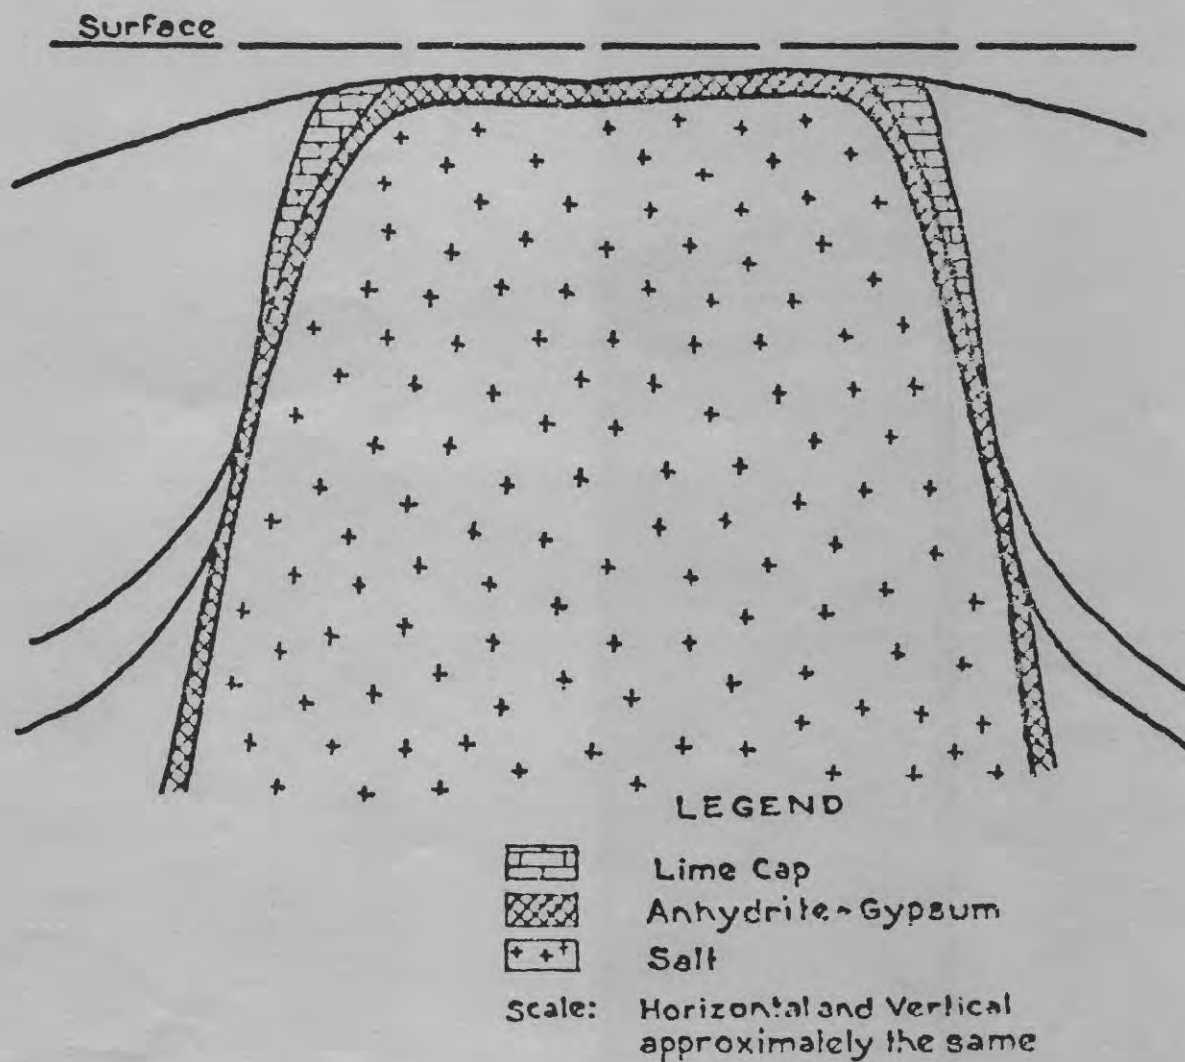 Surface
LEGEND
Lime Cap
Anhydrite-Gypsum
Salt
Scale: Horizontal and Vertical
approximately the same